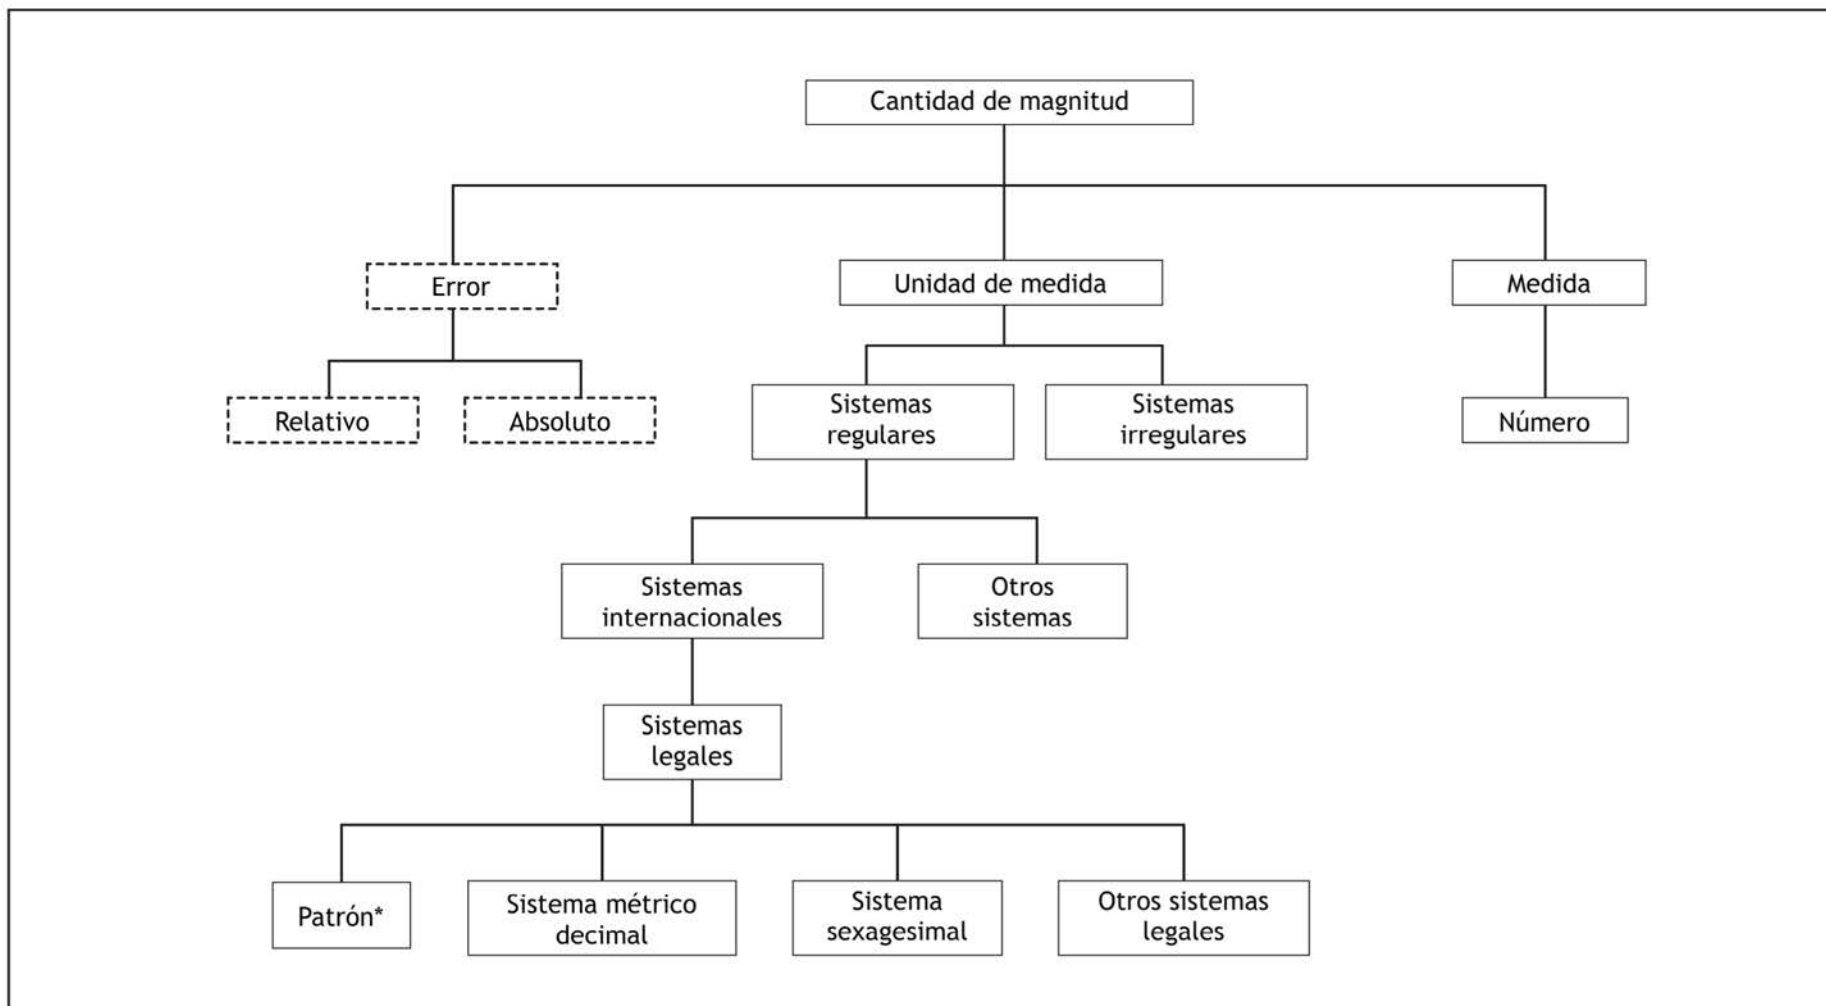 Cantidad de magnitud
Error
Unidad de medida
Medida
Relativo
Absoluto
Sistemas
regulares
Sistemas
irregulares
Número
Sistemas
internacionales
Otros
sistemas
Sistemas
legales
Patrón*
Sistema métrico
decimal
Sistema
sexagesimal
Otros sistemas
legales